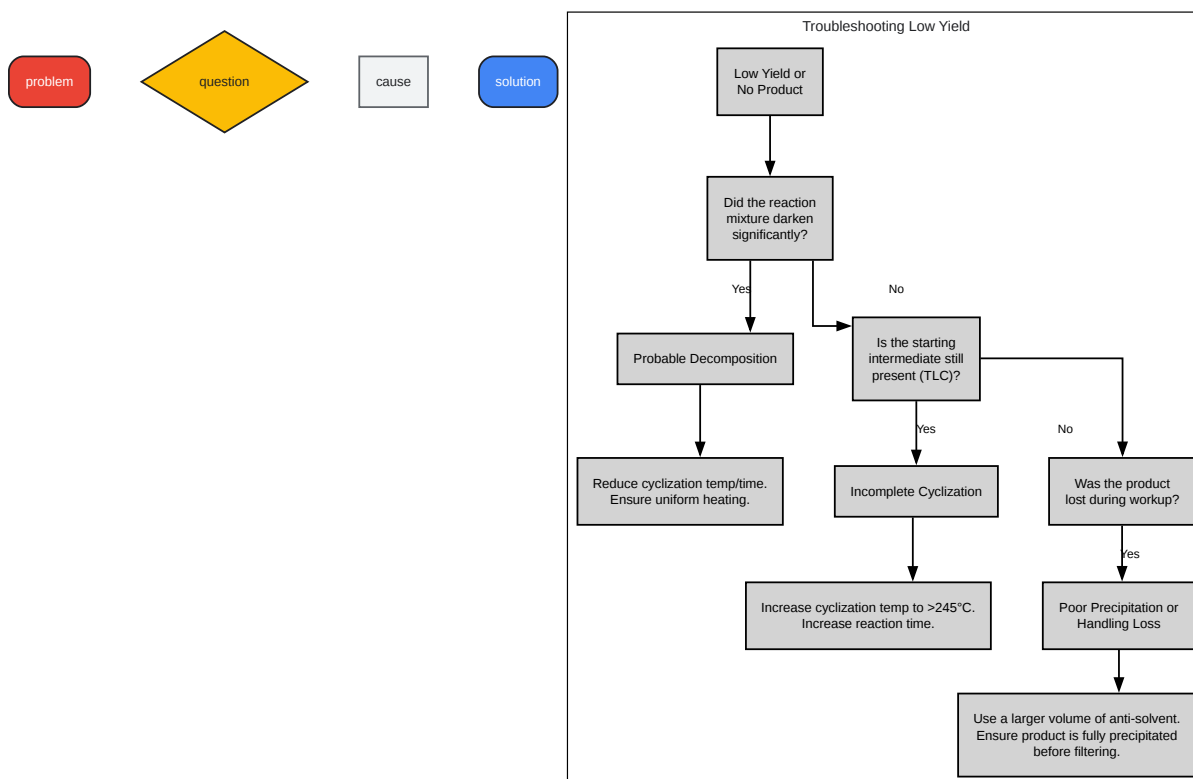 Troubleshooting Low Yield
problem
question
cause
solution
Low Yield or
No Product
Did the reaction
mixture darken
significantly?
Yes
No
Probable Decomposition
Is the starting
intermediate still
present (TLC)?
Yes
No
Reduce cyclization temp/time.
Ensure uniform heating.
Incomplete Cyclization
Was the product
lost during workup?
Yes
Increase cyclization temp to >245°C.
Increase reaction time.
Poor Precipitation or
Handling Loss
Use a larger volume of anti-solvent.
Ensure product is fully precipitated
before filtering.